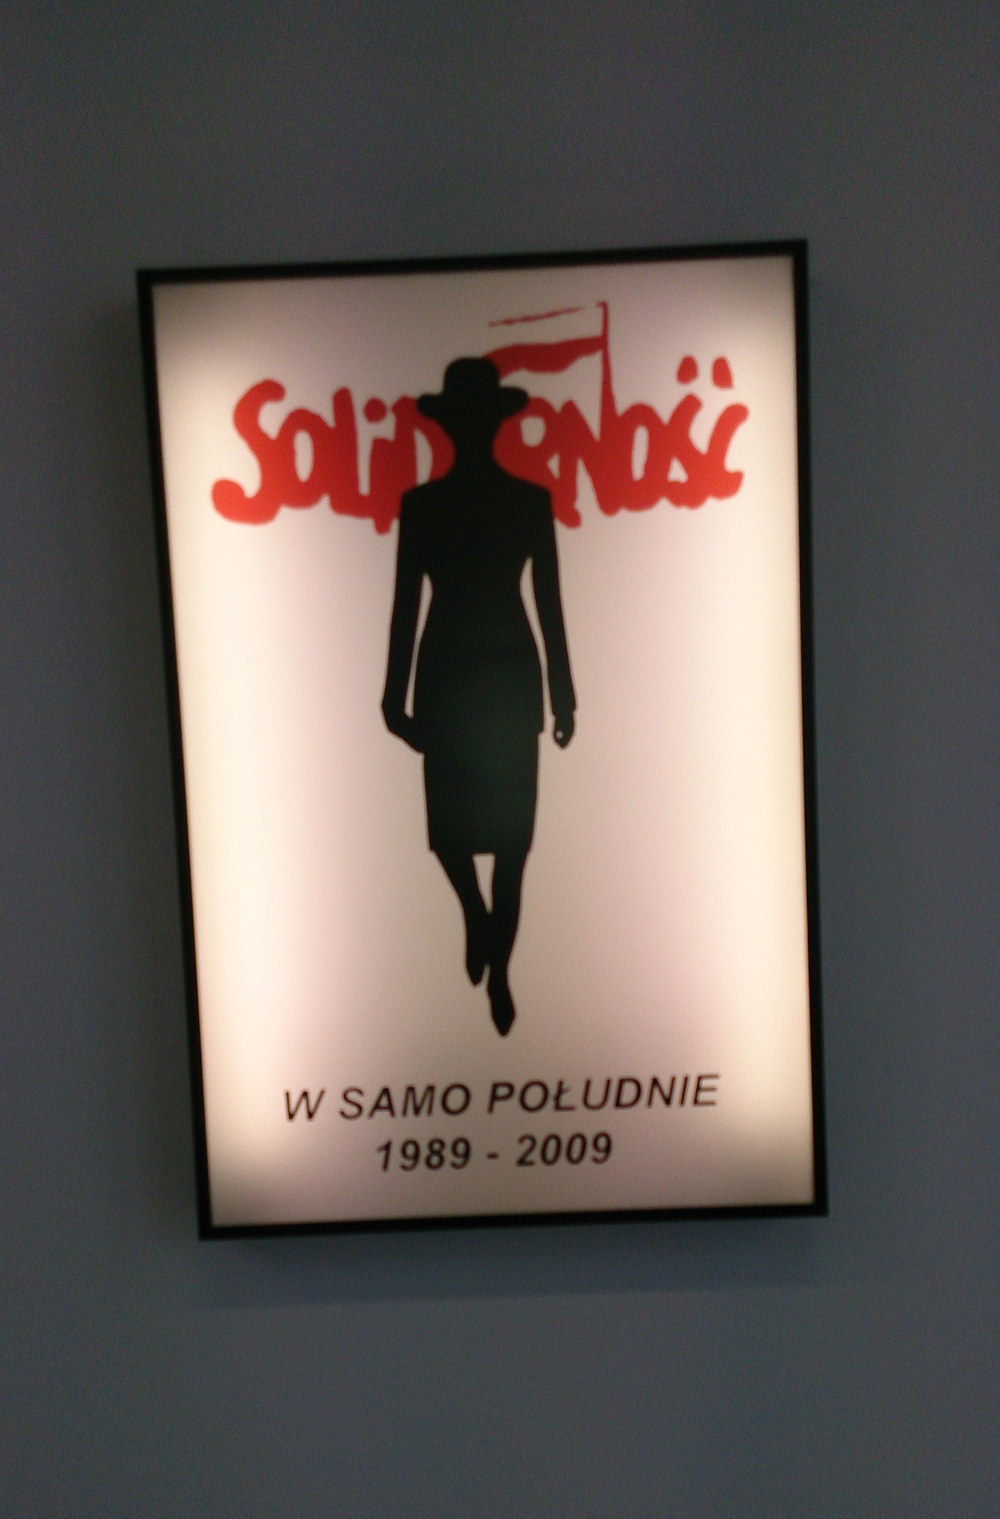 SOLIDARNOŚĆ
W SAMO POŁUDNIE
1989 - 2009